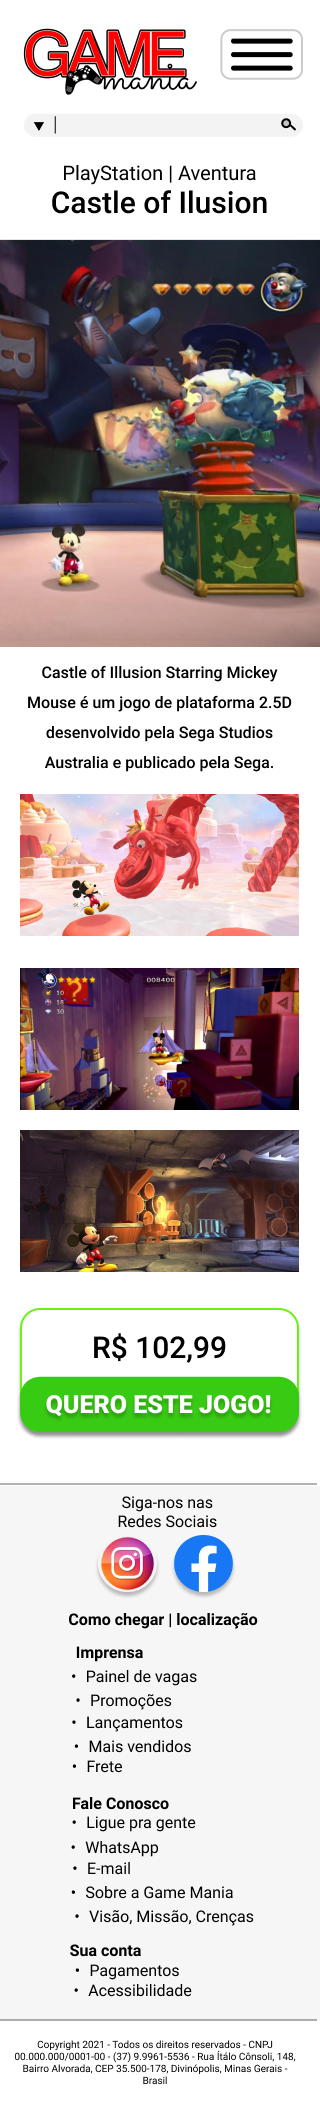 GAME
mania
PlayStation | Aventura
Castle of Ilusion
B
Castle of Illusion Starring Mickey
Mouse é um jogo de plataforma 2.5D
desenvolvido pela Sega Studios
Australia e publicado pela Sega.
008400
?
10
18
30
?
R$ 102,99
QUERO ESTE JOGO!
Siga-nos nas
Redes Sociais
Como chegar | localização
Imprensa
• Painel de vagas
• Promoções
• Lançamentos
• Mais vendidos
• Frete
Fale Conosco
• Ligue pra gente
• WhatsApp
• E-mail
• Sobre a Game Mania
• Visão, Missão, Crenças
Sua conta
• Pagamentos
• Acessibilidade
Copyright 2021 - Todos os direitos reservados - CNPJ
00.000.000/0001-00 - (37) 9.9961-5536 - Rua Ítálo Cônsoli, 148,
Bairro Alvorada, CEP 35.500-178, Divinópolis, Minas Gerais -
Brasil